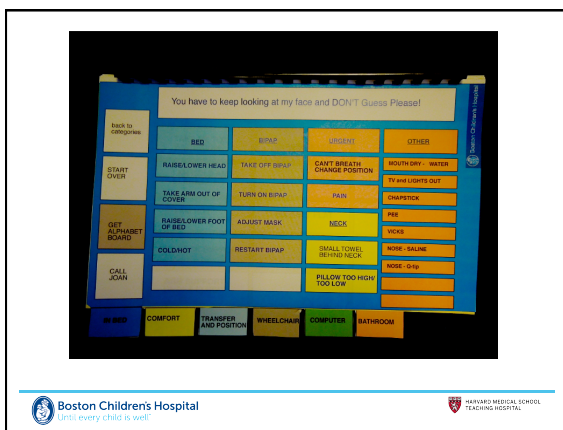 You have to keep looking at my face and DON'T Guess Please!
back to
categories
START
OVER
GET
ALPHABET
BOARD
CALL
JOAN
BED
RAISE/LOWER HEAD
TAKE ARM OUT OF
COVER
RAISE/LOWER FOOT
OF BED
COLD/HOT
BIPAP
TAKE OFF BIPAP
TURN ON BIPAP
ADJUST MASK
RESTART BIPAP
URGENT
CAN'T BREATH
CHANGE POSITION
PAIN
NECK
SMALL TOWEL
BEHIND NECK
PILLOW TOO HIGH/
TOO LOW
OTHER
MOUTH DRY - WATER
TV and LIGHTS OUT
CHAPSTICK
PEE
VICKS
NOSE - SALINE
NOSE - Q-tip
Boston Children's Hospital
IN BED
COMFORT
TRANSFER
AND POSITION
WHEELCHAIR
COMPUTER
BATHROOM
Boston Children's Hospital
Until every child is well™
HARVARD MEDICAL SCHOOL
TEACHING HOSPITAL